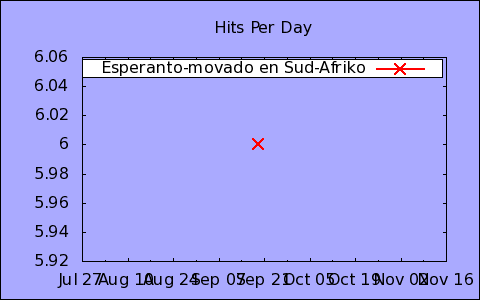 Hits Per Day
Esperanto-movado en Sud-Afriko
6.06
6.04
6.02
6
5.98
5.96
5.94
5.92
Jul 27 Aug 10 Aug 24 Sep 07 Sep 21 Oct 05 Oct 19 Nov 02 Nov 16